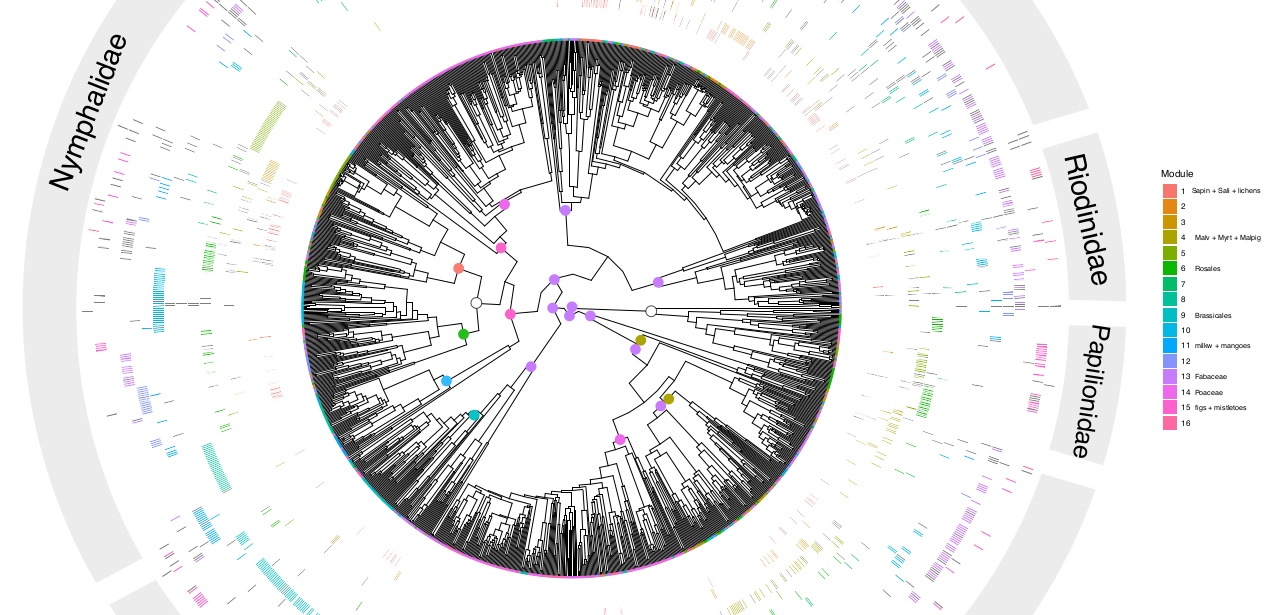 Nymphalidae
Riodinidae
Papilionidae
Module
1 Sapin + Sali + lichens
2
3
4 Malv + Myrt + Malpig
5
6 Rosales
7
8
9 Brassicales
10
11 milkw + mangoes
12
13 Fabaceae
14 Poaceae
15 figs + mistletoes
16